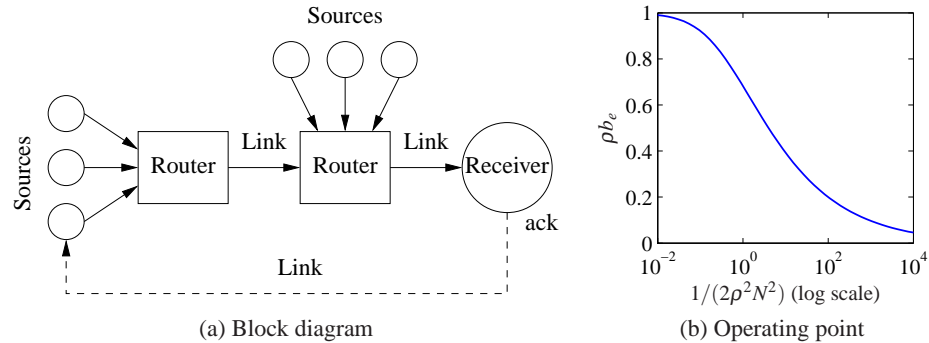 Sources
Sources
Router
Link
Router
Link
Receiver
ack
Link
(a) Block diagram
1
0.8
0.6
0.4
0.2
0
ρb_e
10^−2
10^0
10^2
10^4
1/(2ρ^2N^2) (log scale)
(b) Operating point